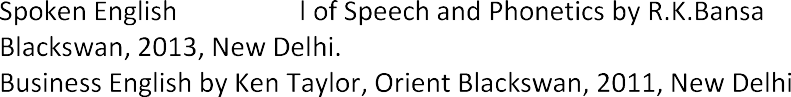 Spoken English l of Speech and Phonetics by R.K.Bansa
Blackswan, 2013, New Delhi.
Business English by Ken Taylor, Orient Blackswan, 2011, New Delhi